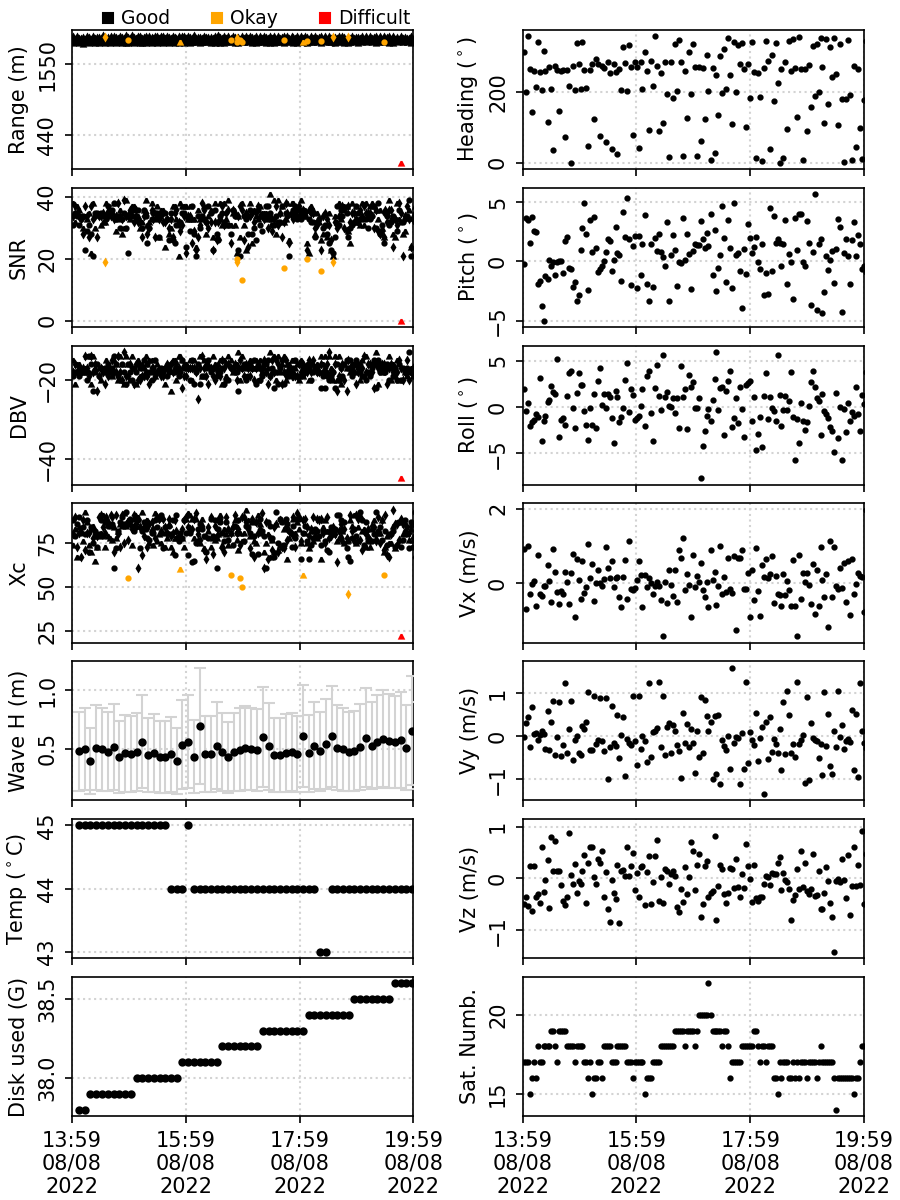 Good Okay Difficult
Range (m)
1550
440
Heading (°)
200
0
SNR
40
20
0
Pitch (°)
5
0
−5
DBV
−20
−40
Roll (°)
5
0
−5
Xc
75
50
25
Vx (m/s)
2
0
Wave H (m)
1.0
0.5
Vy (m/s)
1
0
−1
Temp (°C)
45
44
43
Vz (m/s)
1
0
−1
Disk used (G)
38.5
38.0
Sat. Numb.
20
15
13:59 15:59 17:59 19:59 13:59 15:59 17:59 19:59
08/08 08/08 08/08 08/08 08/08 08/08 08/08 08/08
2022 2022 2022 2022 2022 2022 2022 2022